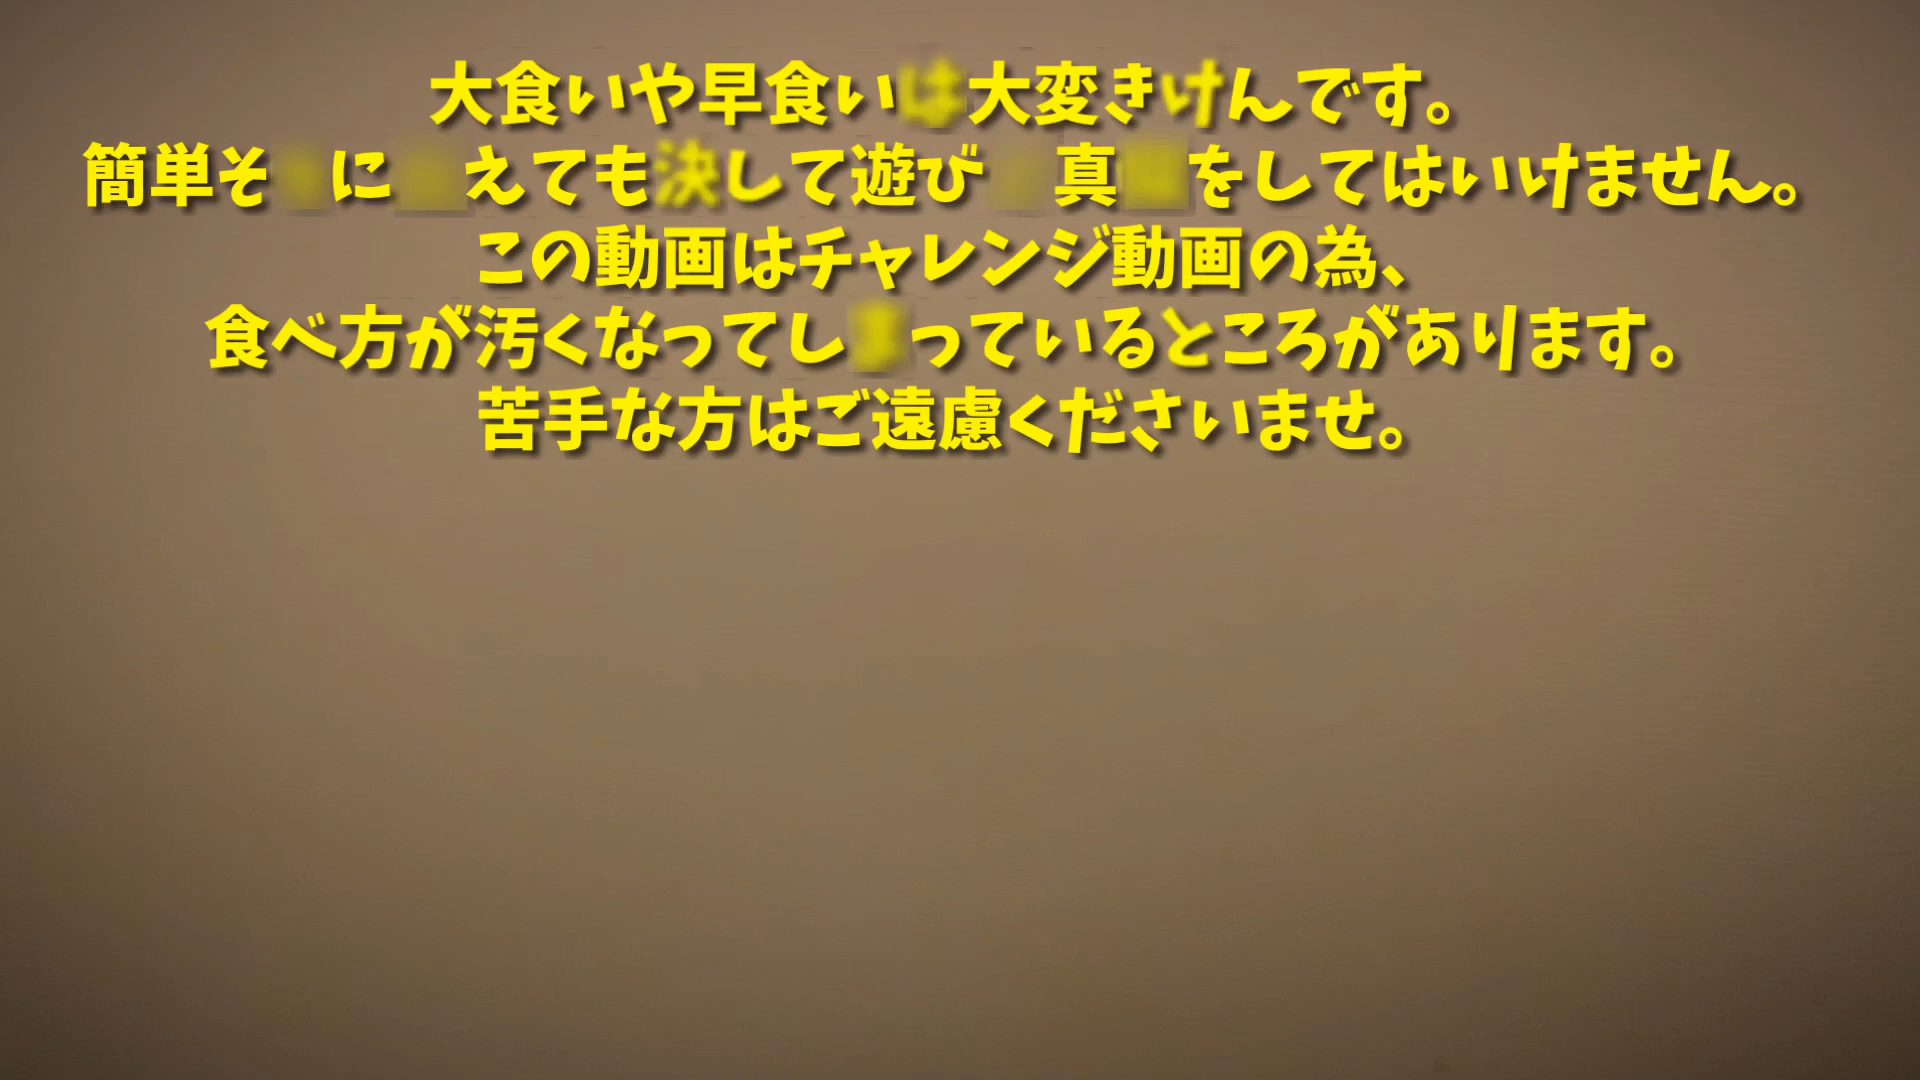 大食いや早食いは大変きけんです。
簡単そに えても決して遊び 真 をしてはいけません。
この動画はチャレンジ動画の為、
食べ方が汚くなってし っているところがあります。
苦手な方はご遠慮くださいませ。